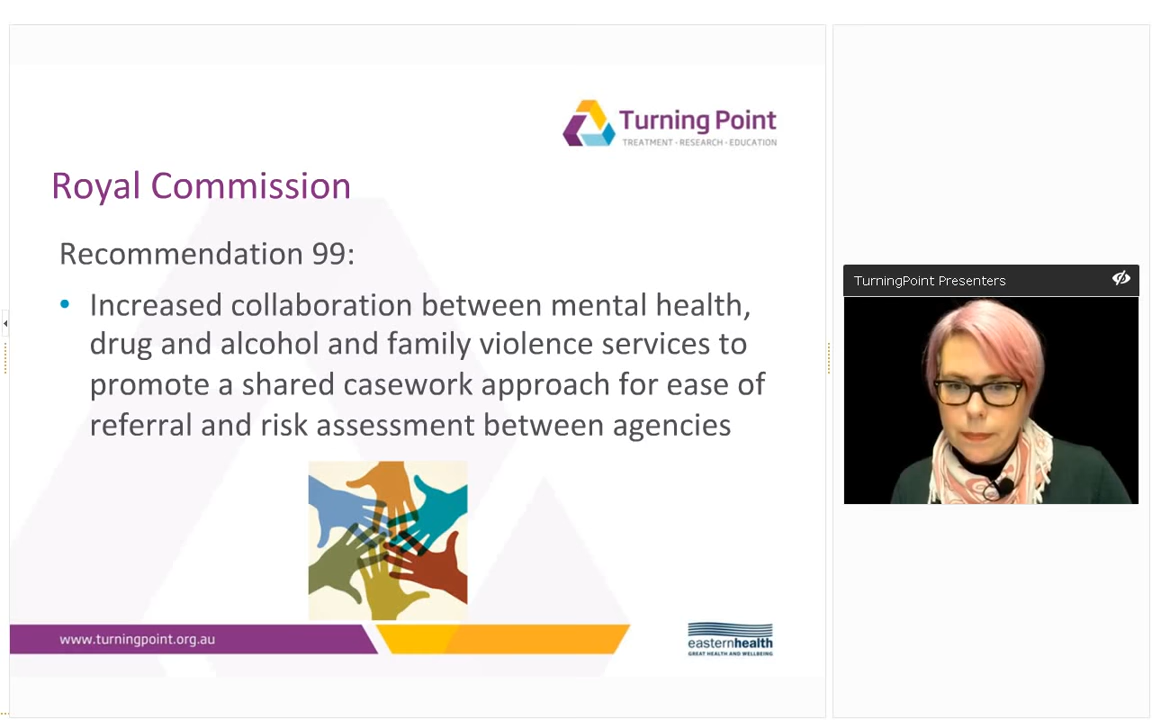 Turning Point
TREATMENT · RESEARCH · EDUCATION
Royal Commission
Recommendation 99:
• Increased collaboration between mental health,
drug and alcohol and family violence services to
promote a shared casework approach for ease of
referral and risk assessment between agencies
www.turningpoint.org.au
easternhealth
GREAT HEALTH AND WELLBEING
TurningPoint Presenters